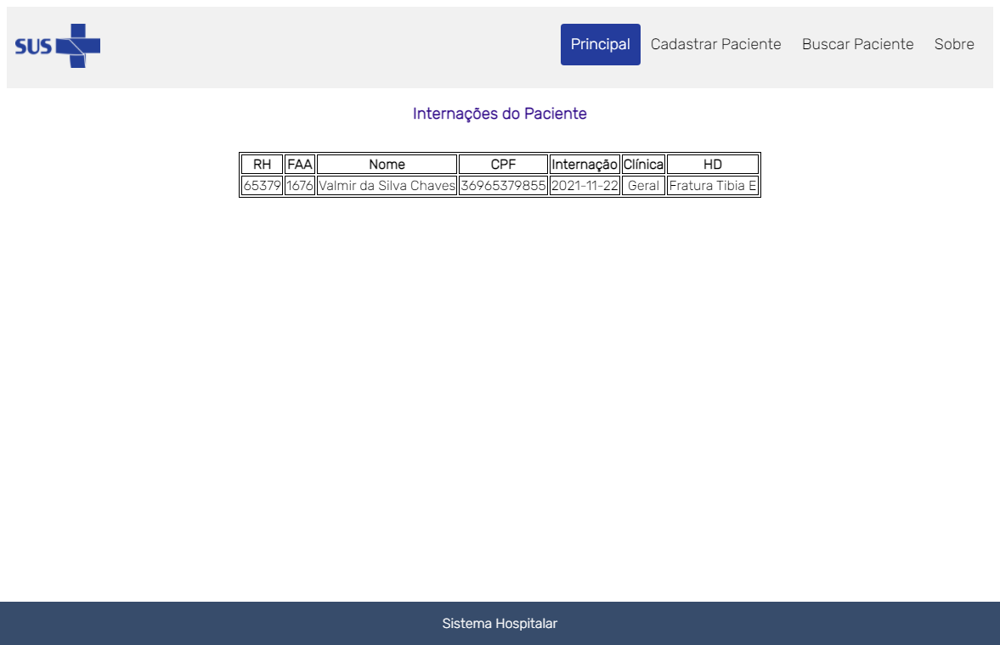 SUS
Principal Cadastrar Paciente Buscar Paciente Sobre
Internações do Paciente
RH FAA Nome CPF Internação Clínica HD
65379 1676 Valmir da Silva Chaves 36965379855 2021-11-22 Geral Fratura Tibia E
Sistema Hospitalar